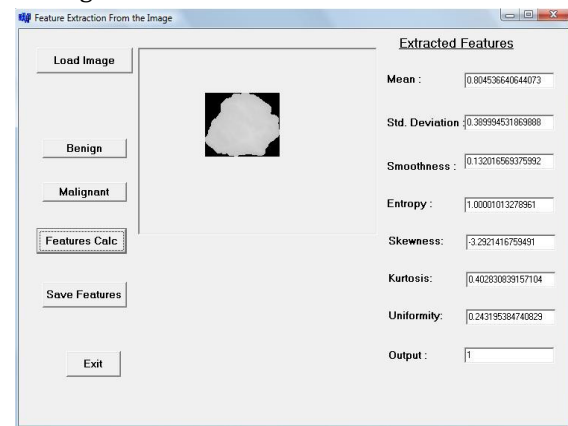 Feature Extraction From the Image
Load Image
Benign
Malignant
Features Calc
Save Features
Exit
Extracted Features
Mean : 0.804536640644073
Std. Deviation : 0.389994531869888
Smoothness : 0.132016569375992
Entropy : 1.00001013278961
Skewness: -3.2921416759491
Kurtosis: 0.402830839157104
Uniformity: 0.243195384740829
Output : 1